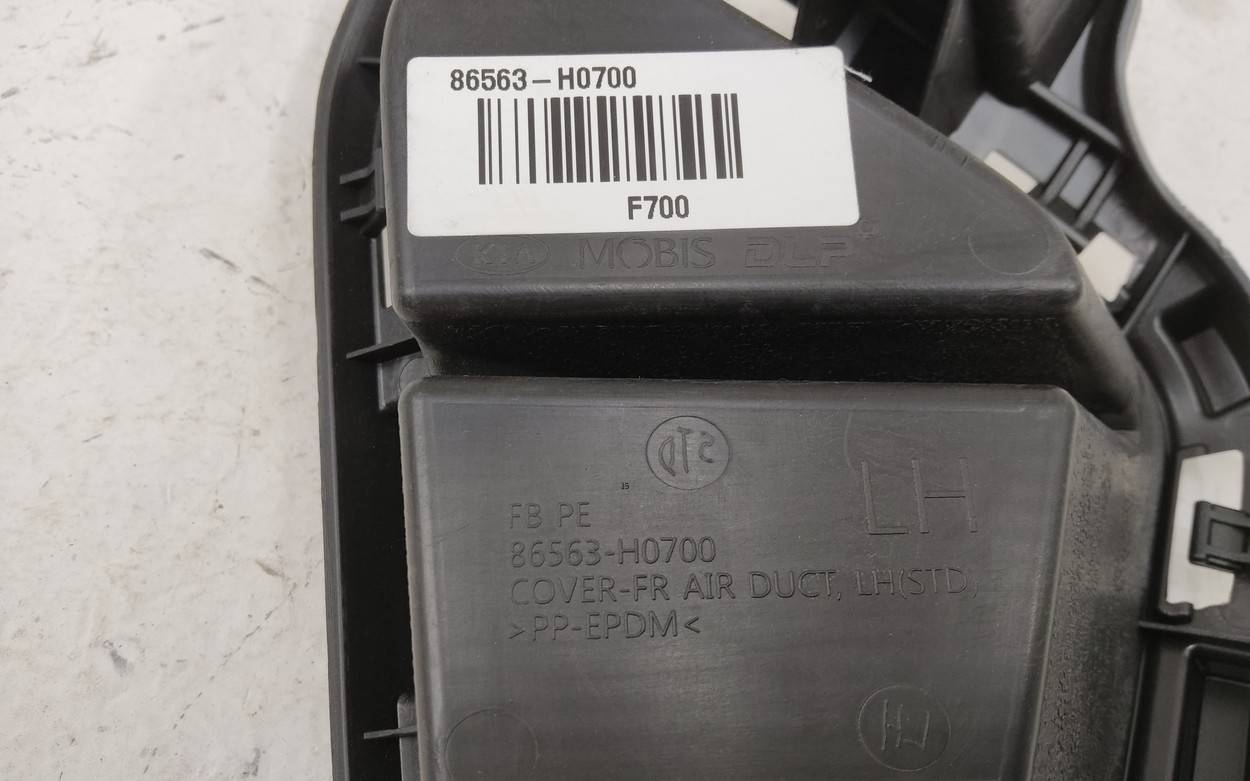 86563-H0700
F700
KIA MOBIS DLP
STD
LH
FB PE
86563-H0700
COVER-FR AIR DUCT, LH(STD)
>PP-EPDM<